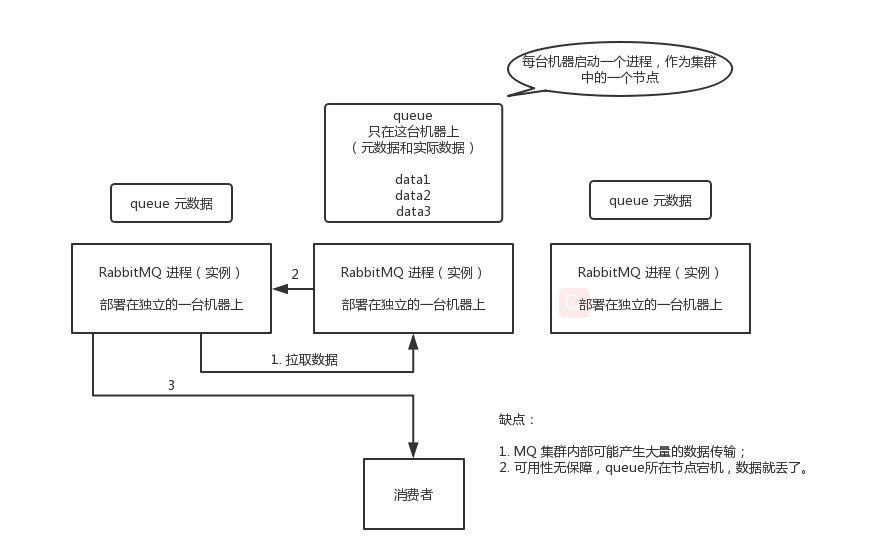 每台机器启动一个进程，作为集群
中的一个节点
queue
只在这台机器上
（元数据和实际数据）
data1
data2
data3
queue 元数据
queue 元数据
RabbitMQ 进程（实例）
部署在独立的一台机器上
2
RabbitMQ 进程（实例）
部署在独立的一台机器上
RabbitMQ 进程（实例）
部署在独立的一台机器上
1. 拉取数据
3
缺点：
1. MQ 集群内部可能产生大量的数据传输；
2. 可用性无保障，queue所在节点宕机，数据就丢了。
消费者